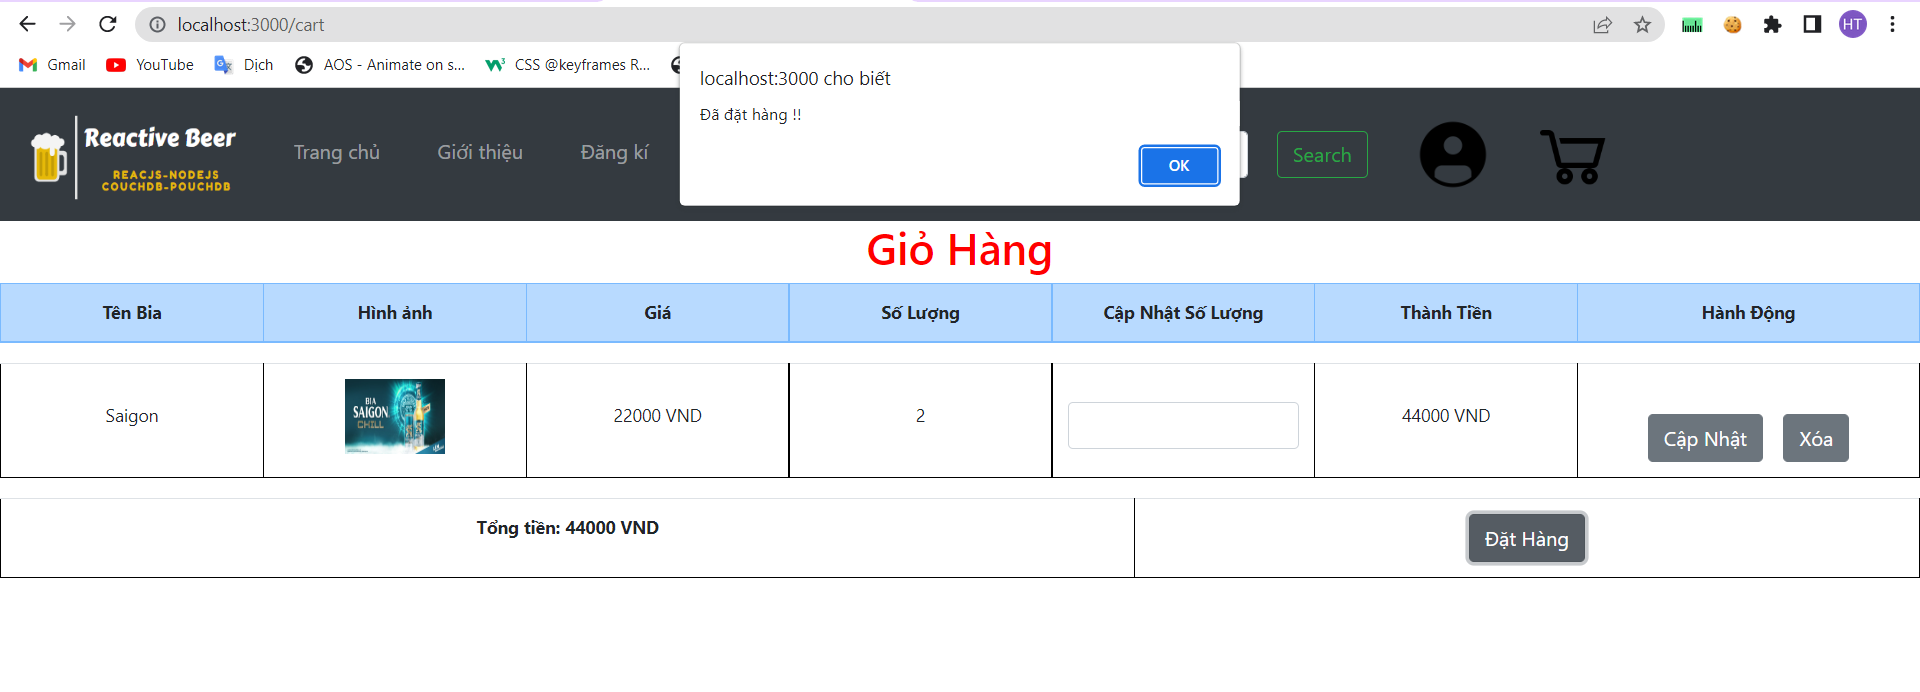 localhost:3000/cart
HT
Gmail
YouTube
Dịch
AOS - Animate on s...
CSS @keyframes R...
localhost:3000 cho biết
Đã đặt hàng !!
OK
Reactive Beer
REACJS-NODEJS
COUCHDB-POUCHDB
Trang chủ
Giới thiệu
Đăng kí
Search
Giỏ Hàng
Tên Bia
Hình ảnh
Giá
Số Lượng
Cập Nhật Số Lượng
Thành Tiền
Hành Động
Saigon
BIA
SAIGON
CHILL
22000 VND
2
44000 VND
Cập Nhật
Xóa
Tổng tiền: 44000 VND
Đặt Hàng